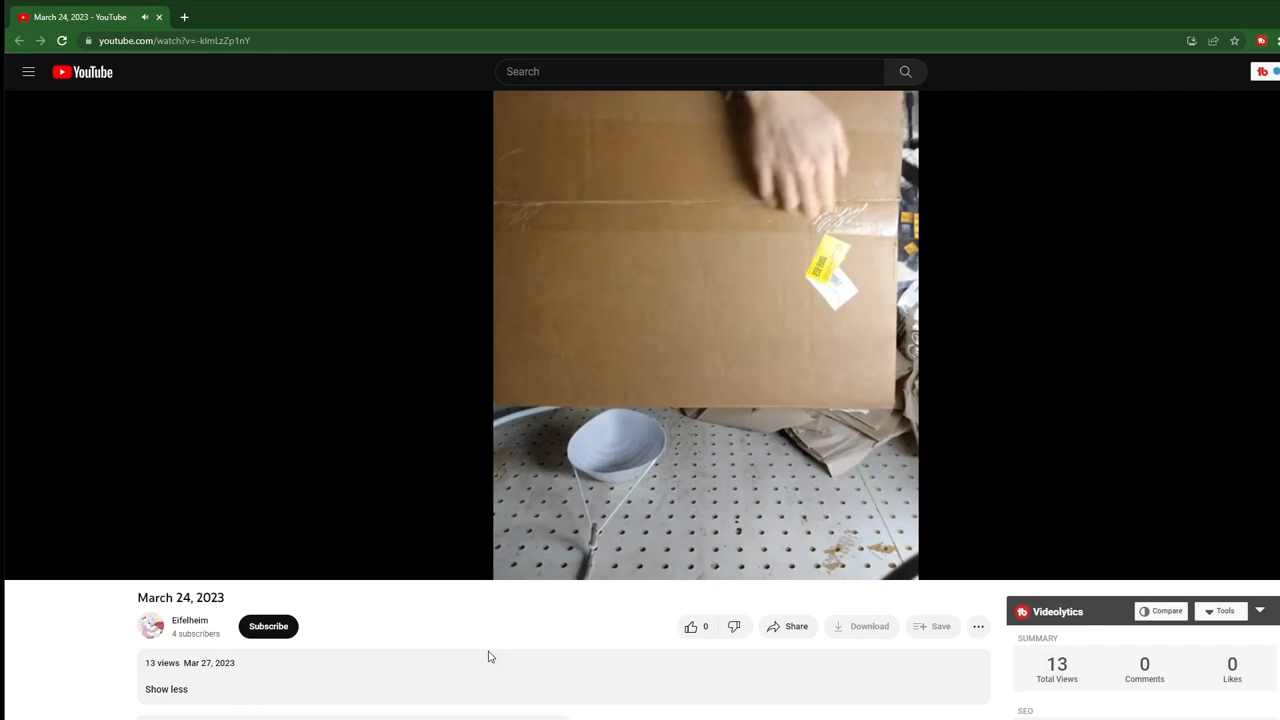 March 24, 2023 - YouTube
youtube.com/watch?v=-klmLzZp1nY
YouTube
Search
March 24, 2023
Eifelheim
4 subscribers
Subscribe
0
Share
Download
Save
13 views Mar 27, 2023
Show less
Videolytics
Compare
Tools
SUMMARY
13
0
0
Total Views
Comments
Likes
SEO